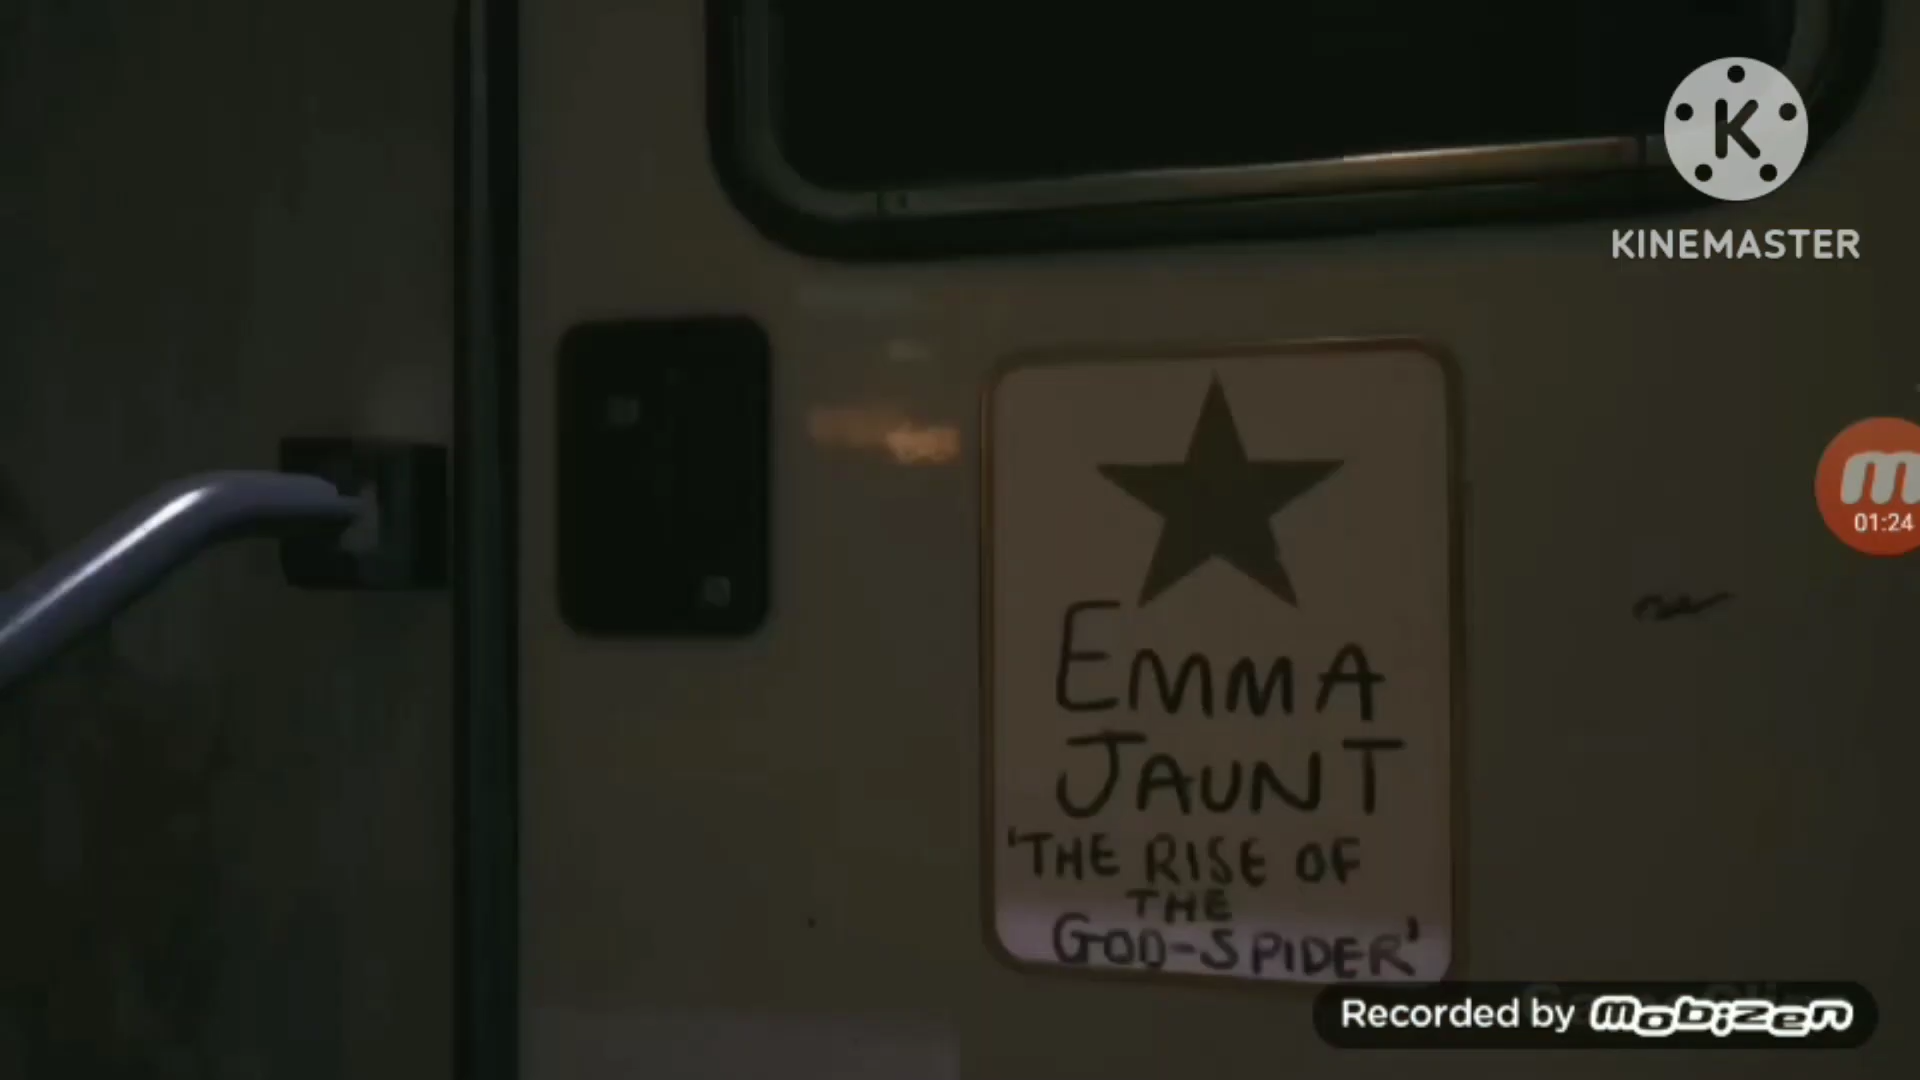 K
KINEMASTER
m
01:24
EMMA
JAUNT
'THE RISE OF
THE
GOD-SPIDER'
Recorded by mobizen